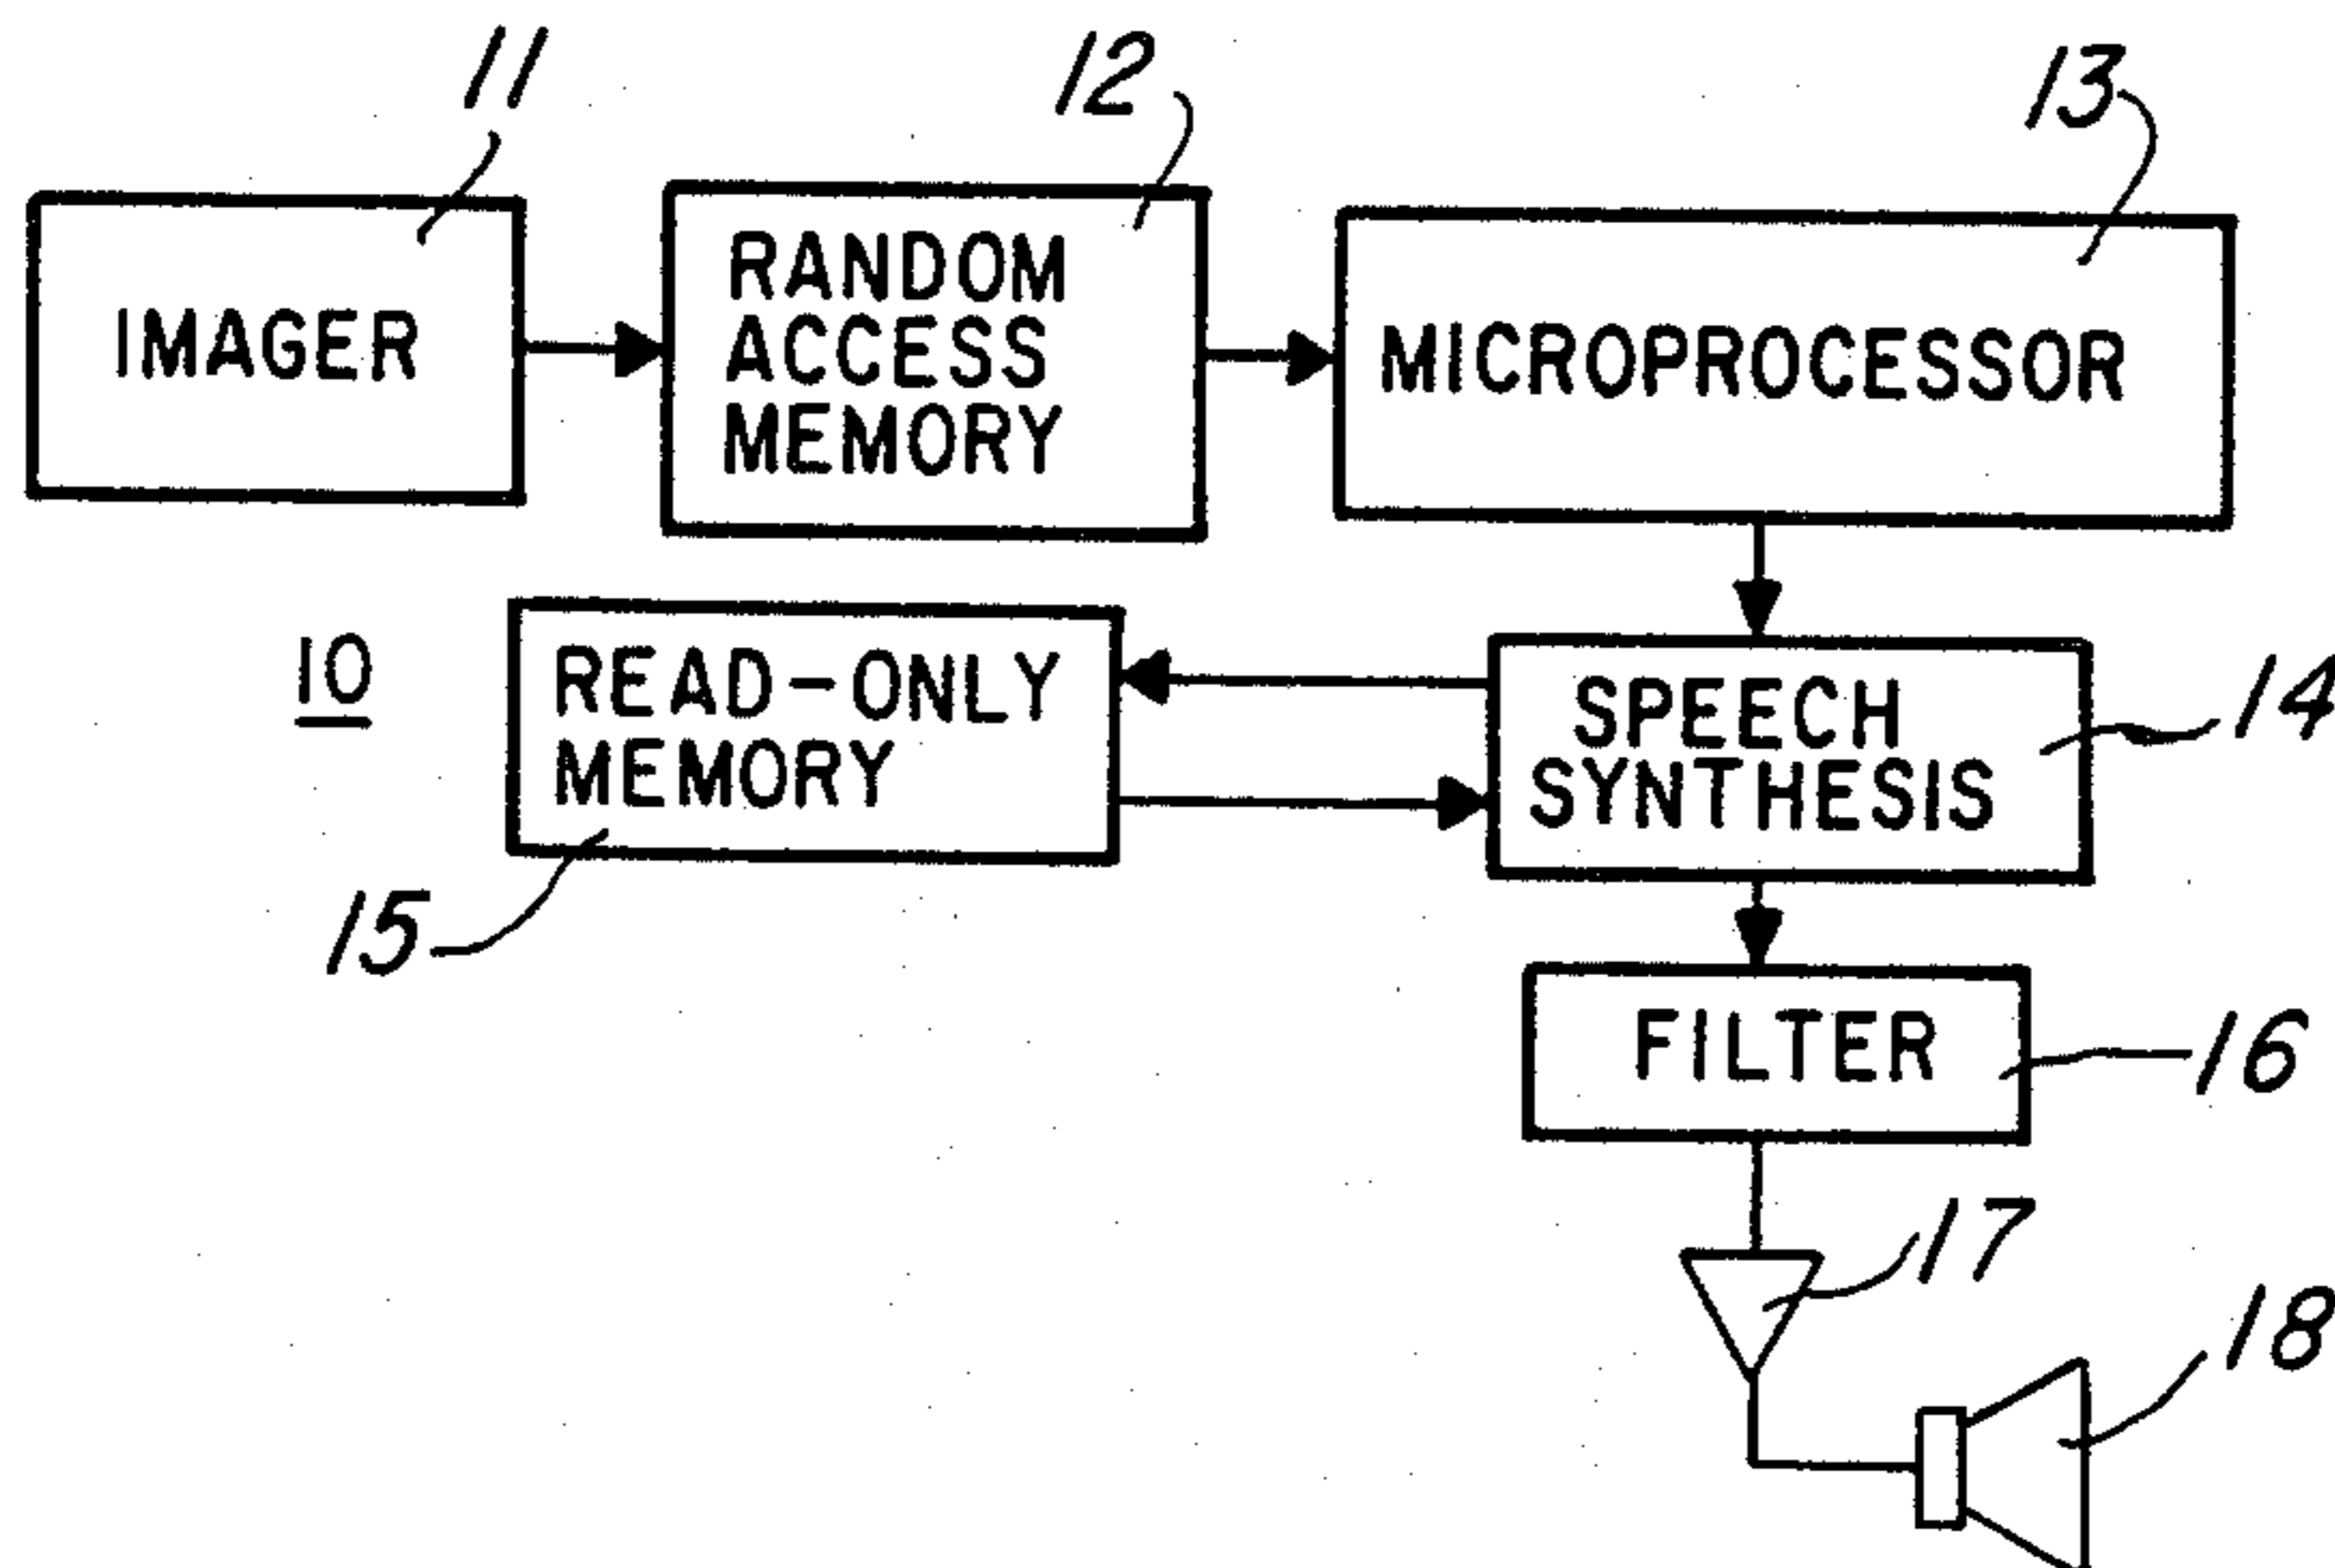 11
12
13
IMAGER
RANDOM
ACCESS
MEMORY
MICROPROCESSOR
10
READ-ONLY
MEMORY
SPEECH
SYNTHESIS
14
15
FILTER
16
17
18